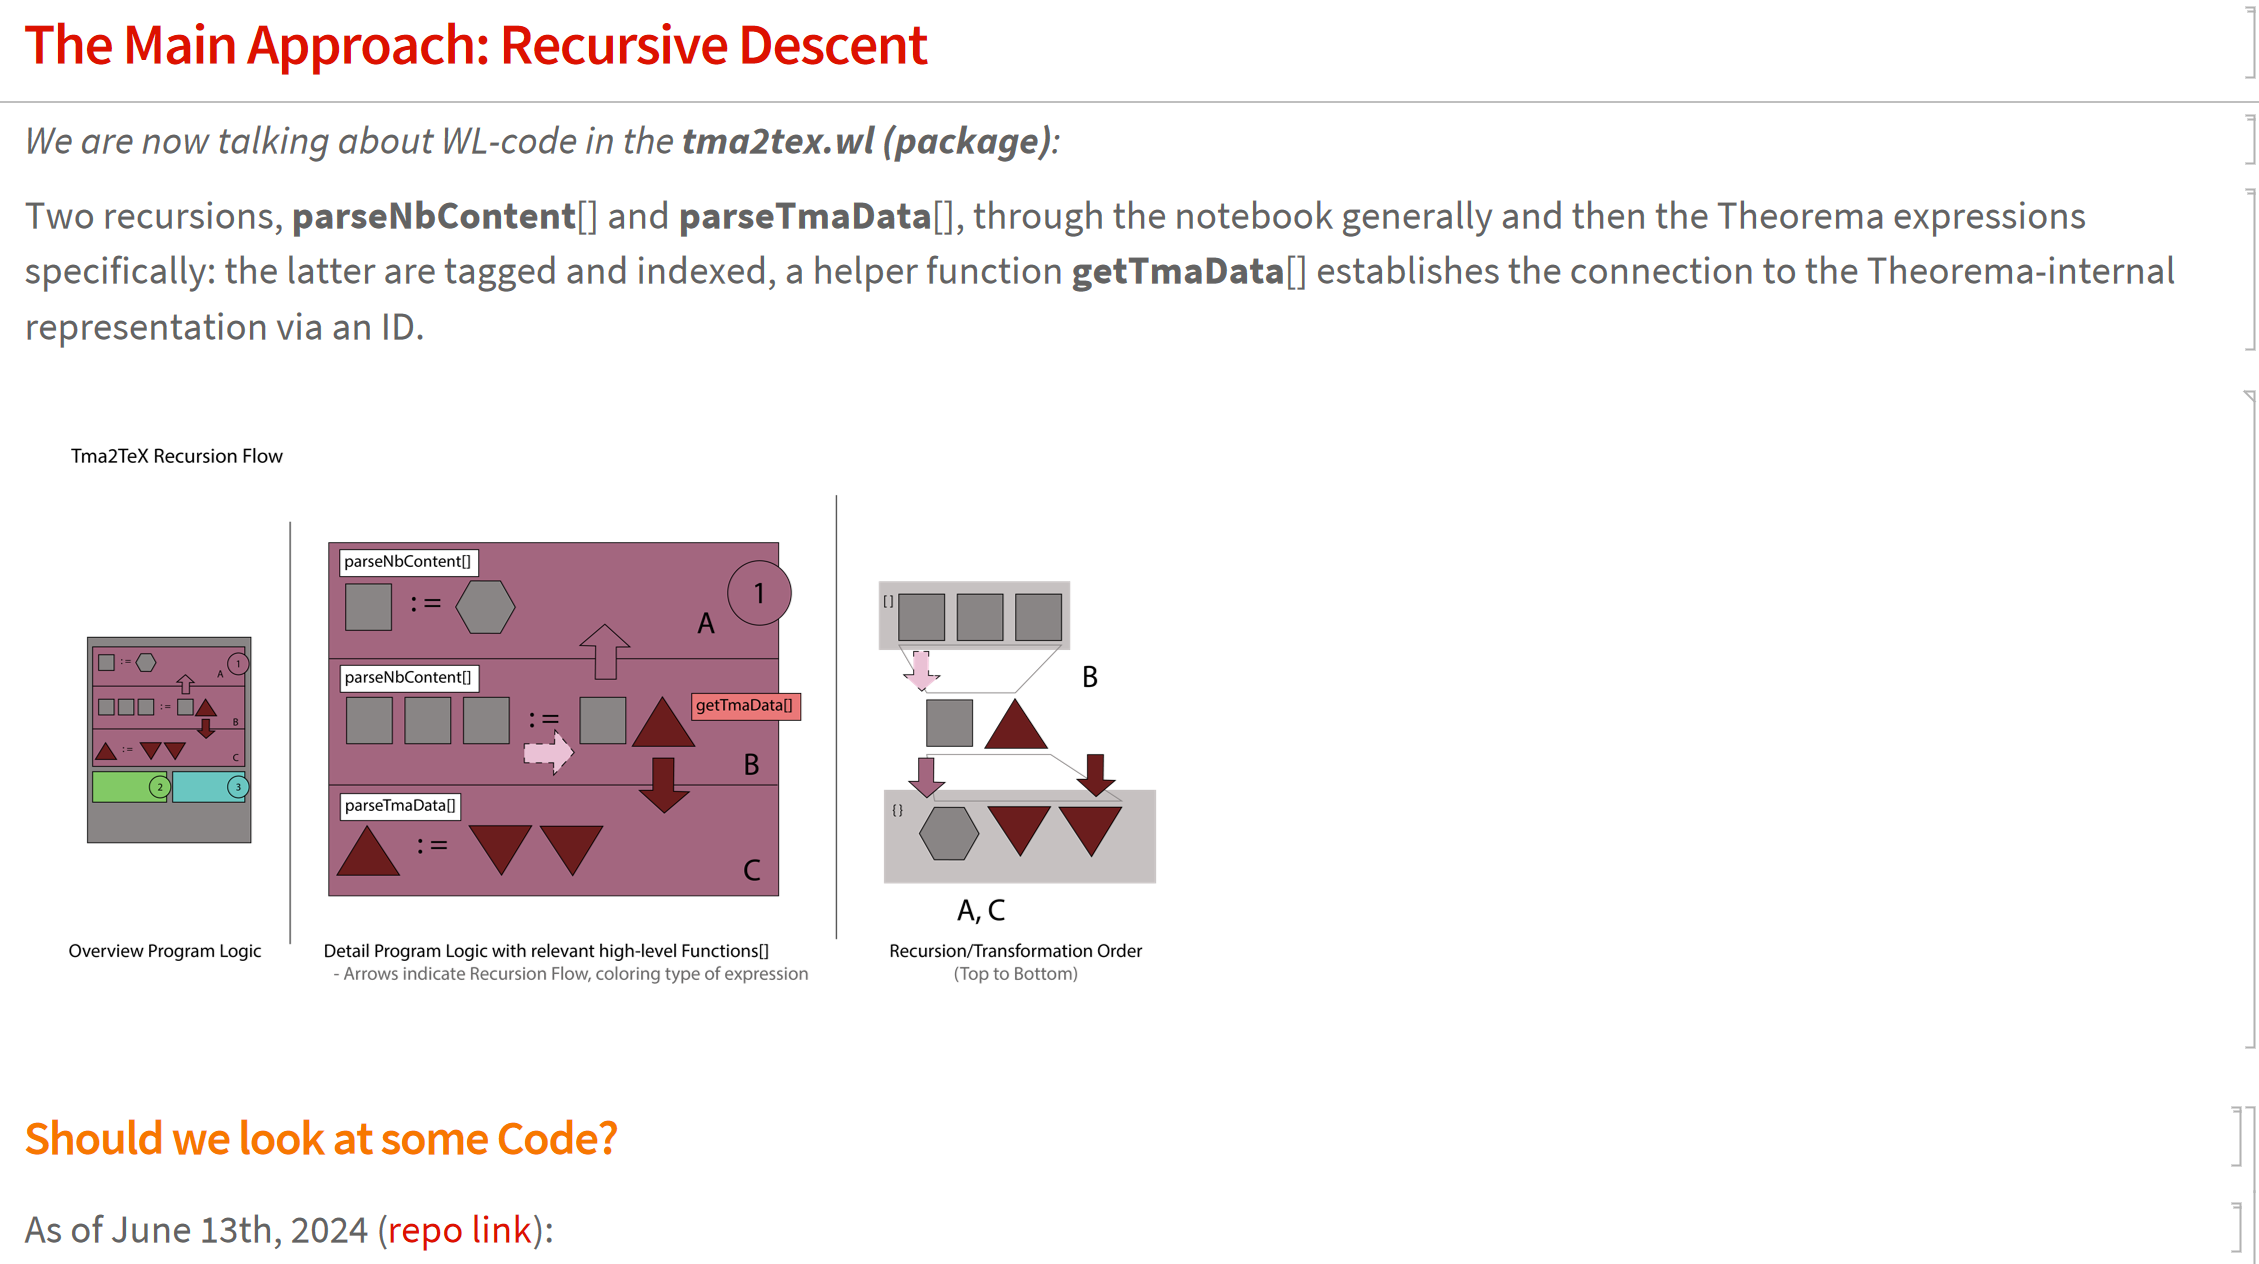 The Main Approach: Recursive Descent
We are now talking about WL-code in the tma2tex.wl (package):
Two recursions, parseNbContent[] and parseTmaData[], through the notebook generally and then the Theorema expressions
specifically: the latter are tagged and indexed, a helper function getTmaData[] establishes the connection to the Theorema-internal
representation via an ID.
Tma2TeX Recursion Flow
:=
1
A
:=
B
:=
C
2
3
Overview Program Logic
parseNbContent[]
:=
1
A
parseNbContent[]
:=
getTmaData[]
B
parseTmaData[]
:=
C
Detail Program Logic with relevant high-level Functions[]
- Arrows indicate Recursion Flow, coloring type of expression
[]
B
{}
A, C
Recursion/Transformation Order
(Top to Bottom)
Should we look at some Code?
As of June 13th, 2024 (repo link):